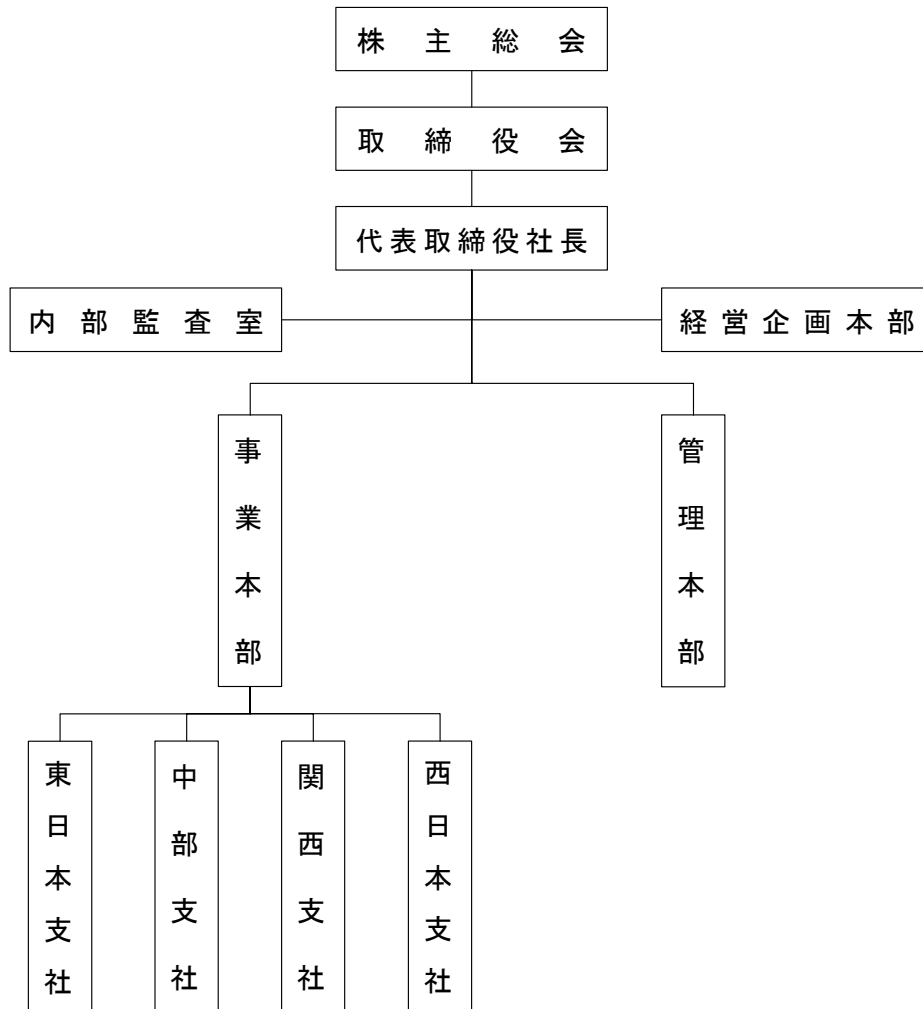 株主総会
取締役会
代表取締役社長
内部監査室
経営企画本部
事業本部
管理本部
東日本支社
中部支社
関西支社
西日本支社